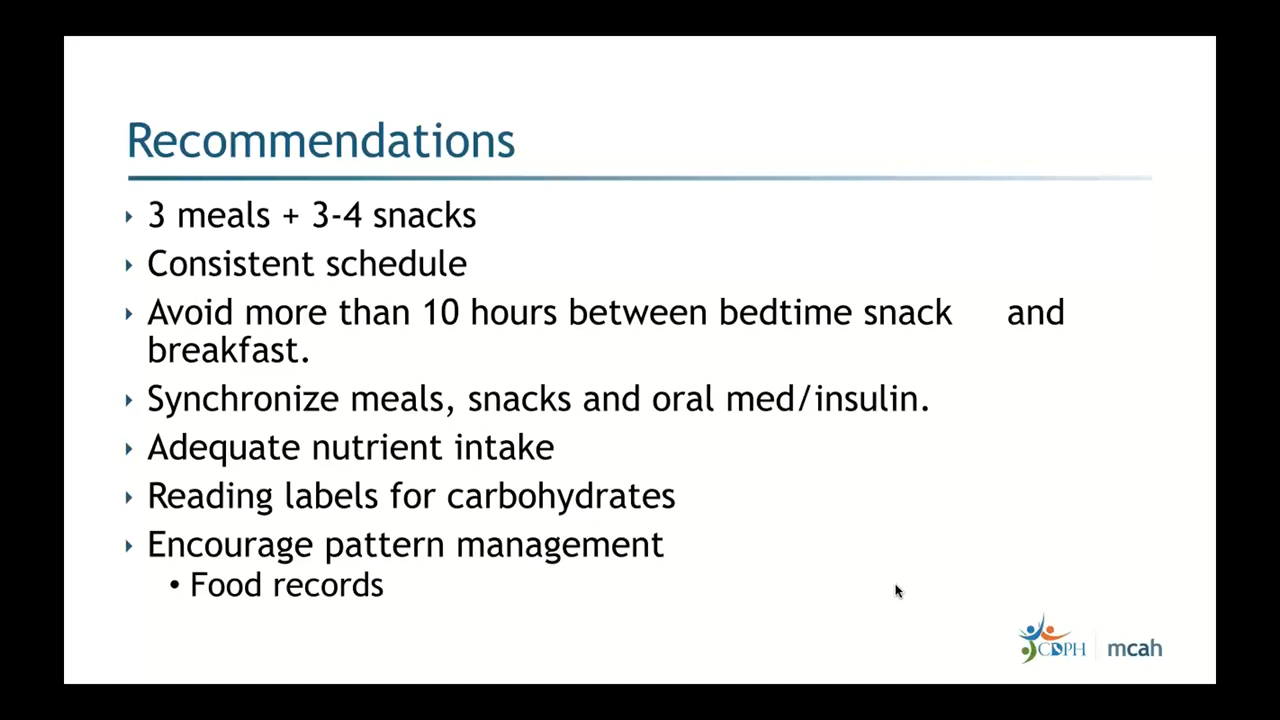 Recommendations
3 meals + 3-4 snacks
Consistent schedule
Avoid more than 10 hours between bedtime snack and
breakfast.
Synchronize meals, snacks and oral med/insulin.
Adequate nutrient intake
Reading labels for carbohydrates
Encourage pattern management
• Food records
CDPH mcah